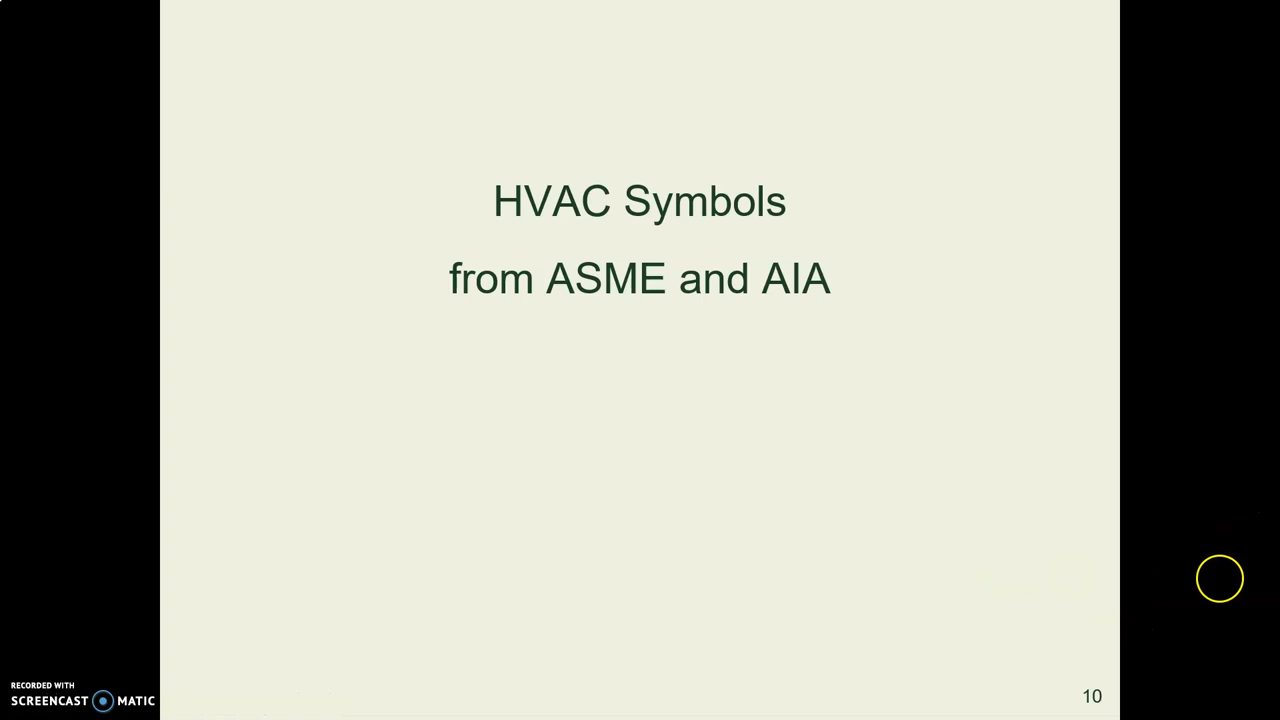 HVAC Symbols
from ASME and AIA
RECORDED WITH
SCREENCAST MATIC
10